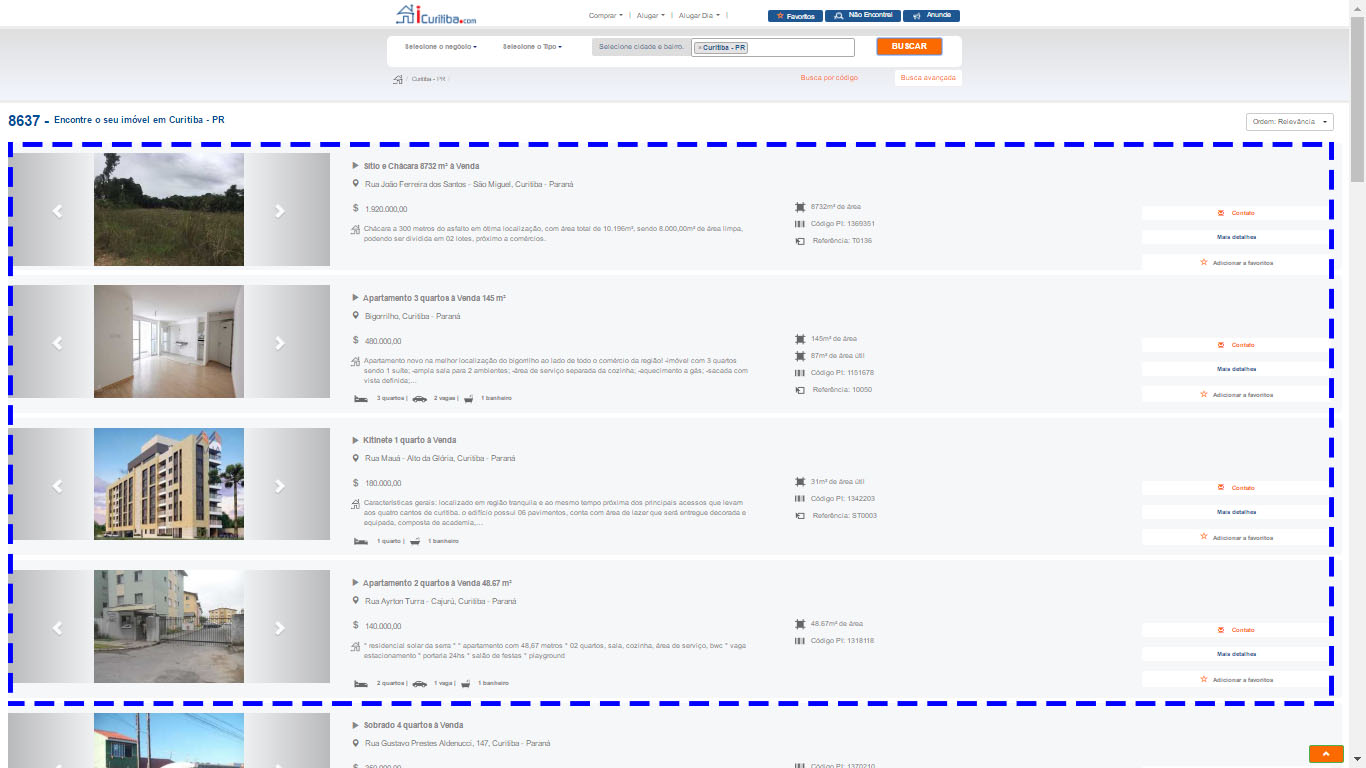 iCuritiba.com
Comprar | Alugar | Alugar Dia |
Favoritos Não Encontrei Anuncie
Selecione o negócio Selecione o Tipo Selecione cidade e bairro. × Curitiba - PR BUSCAR
/ Curitiba - PR / Busca por código Busca avançada
8637 - Encontre o seu imóvel em Curitiba - PR
Ordem: Relevância
Sitio e Chácara 8732 m² à Venda
Rua João Ferreira dos Santos - São Miguel, Curitiba - Paraná
$ 1.920.000,00
Chácara a 300 metros do asfalto em ótima localização, com área total de 10.196m², sendo 8.000,00m² de área limpa,
podendo ser dividida em 02 lotes, próximo a comércios.
8732m² de área
Código PI: 1369351
Referência: T0136
Contato
Mais detalhes
Adicionar a favoritos
Apartamento 3 quartos à Venda 145 m²
Bigorrilho, Curitiba - Paraná
$ 480.000,00
Apartamento novo na melhor localização do bigorrilho ao lado de todo o comércio da região! -imóvel com 3 quartos
sendo 1 suíte; -ampla sala para 2 ambientes; -área de serviço separada da cozinha; -aquecimento a gás; -sacada com
vista definida;...
3 quartos | 2 vagas | 1 banheiro
145m² de área
87m² de área útil
Código PI: 1151678
Referência: 10050
Contato
Mais detalhes
Adicionar a favoritos
Kitinete 1 quarto à Venda
Rua Mauá - Alto da Glória, Curitiba - Paraná
$ 180.000,00
Características gerais: localizado em região tranquila e ao mesmo tempo próxima dos principais acessos que levam
aos quatro cantos de curitiba. o edifício possui 06 pavimentos, conta com área de lazer que será entregue decorada e
equipada, composta de academia,...
1 quarto | 1 banheiro
31m² de área útil
Código PI: 1342203
Referência: ST0003
Contato
Mais detalhes
Adicionar a favoritos
Apartamento 2 quartos à Venda 48.67 m²
Rua Ayrton Turra - Cajurú, Curitiba - Paraná
$ 140.000,00
* residencial solar da serra * * apartamento com 48,67 metros * 02 quartos, sala, cozinha, área de serviço, bwc * vaga
estacionamento * portaria 24hs * salão de festas * playground
2 quartos | 1 vaga | 1 banheiro
48.67m² de área
Código PI: 1318118
Contato
Mais detalhes
Adicionar a favoritos
Sobrado 4 quartos à Venda
Rua Gustavo Prestes Aldenucci, 147, Curitiba - Paraná
Código PI: 1370210